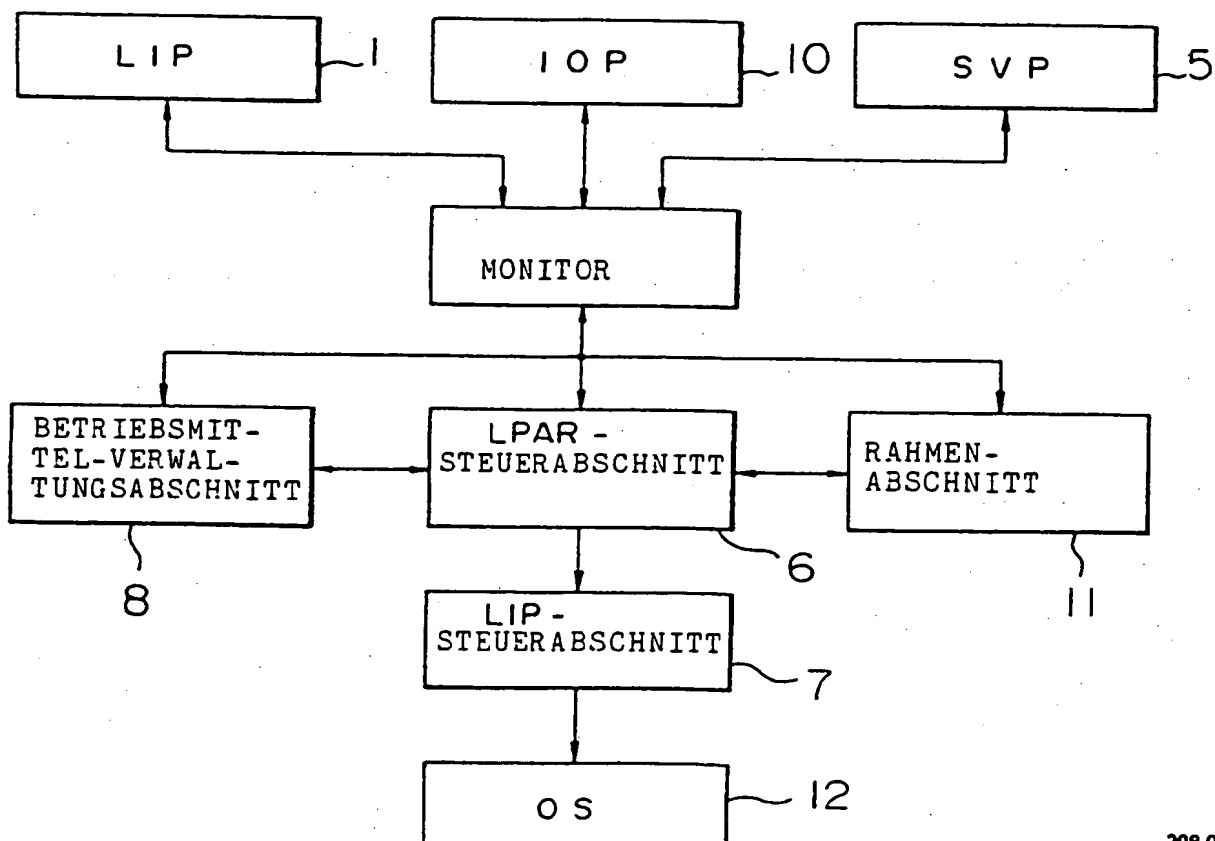 LIP
1
IOP
10
SVP
5
MONITOR
BETRIEBSMIT-
TEL-VERWAL-
TUNGSABSCHNITT
8
LPAR-
STEUERABSCHNITT
6
RAHMEN-
ABSCHNITT
11
LIP-
STEUERABSCHNITT
7
OS
12